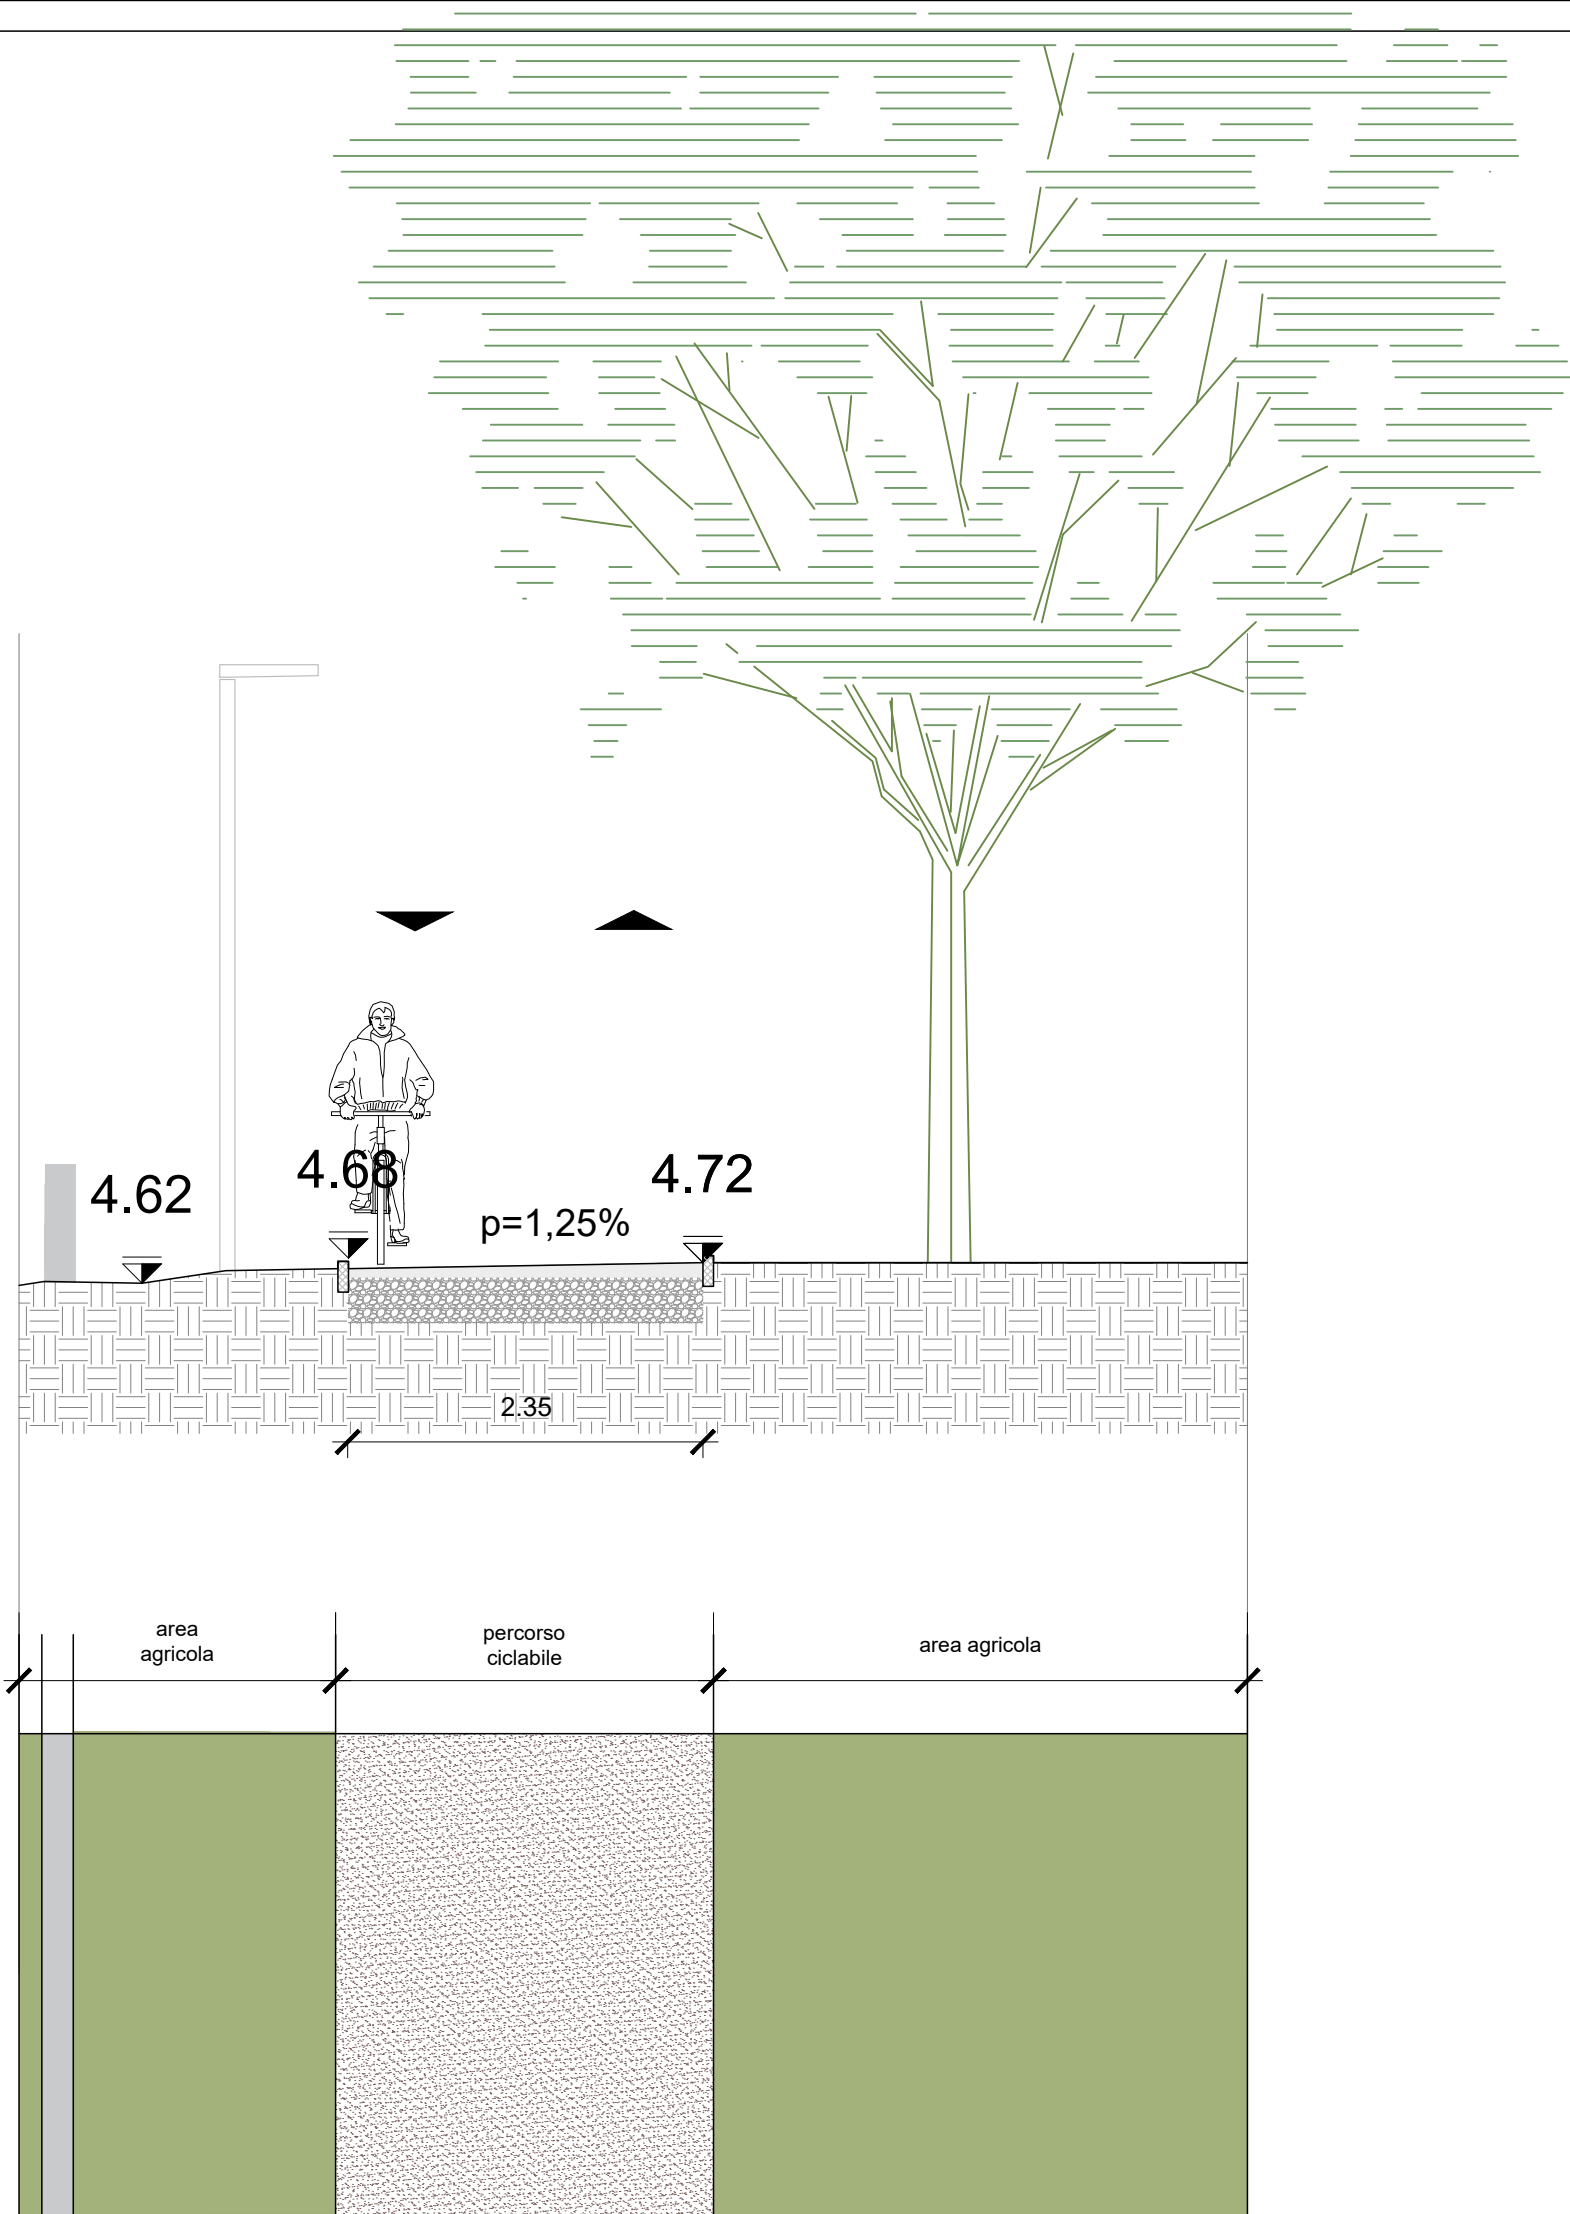 4.62
4.68
4.72
p=1,25%
2.35
area
agricola
percorso
ciclabile
area agricola